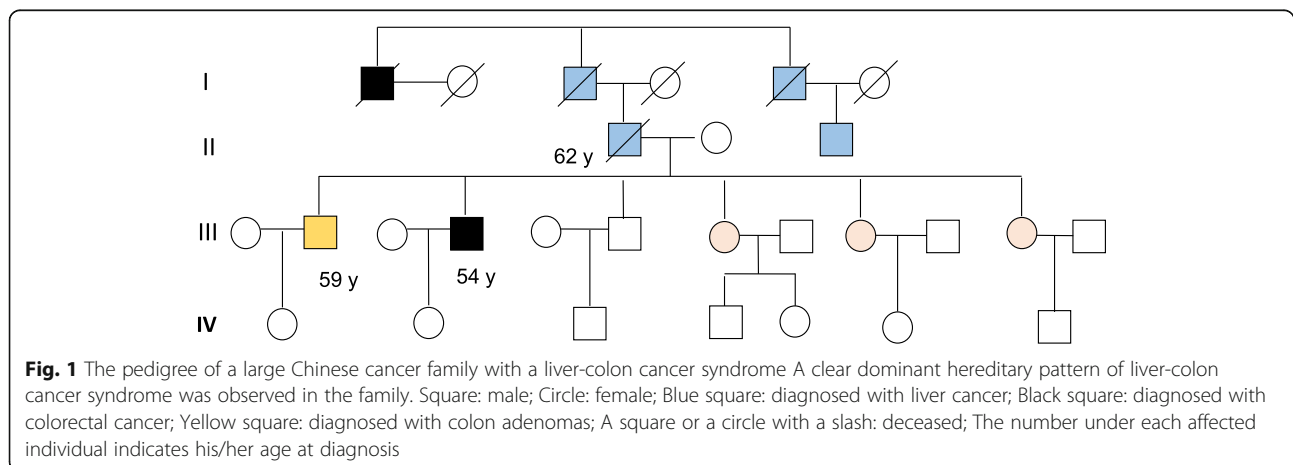 I
II
62 y
III
59 y
54 y
IV
Fig. 1 The pedigree of a large Chinese cancer family with a liver-colon cancer syndrome A clear dominant hereditary pattern of liver-colon
cancer syndrome was observed in the family. Square: male; Circle: female; Blue square: diagnosed with liver cancer; Black square: diagnosed with
colorectal cancer; Yellow square: diagnosed with colon adenomas; A square or a circle with a slash: deceased; The number under each affected
individual indicates his/her age at diagnosis